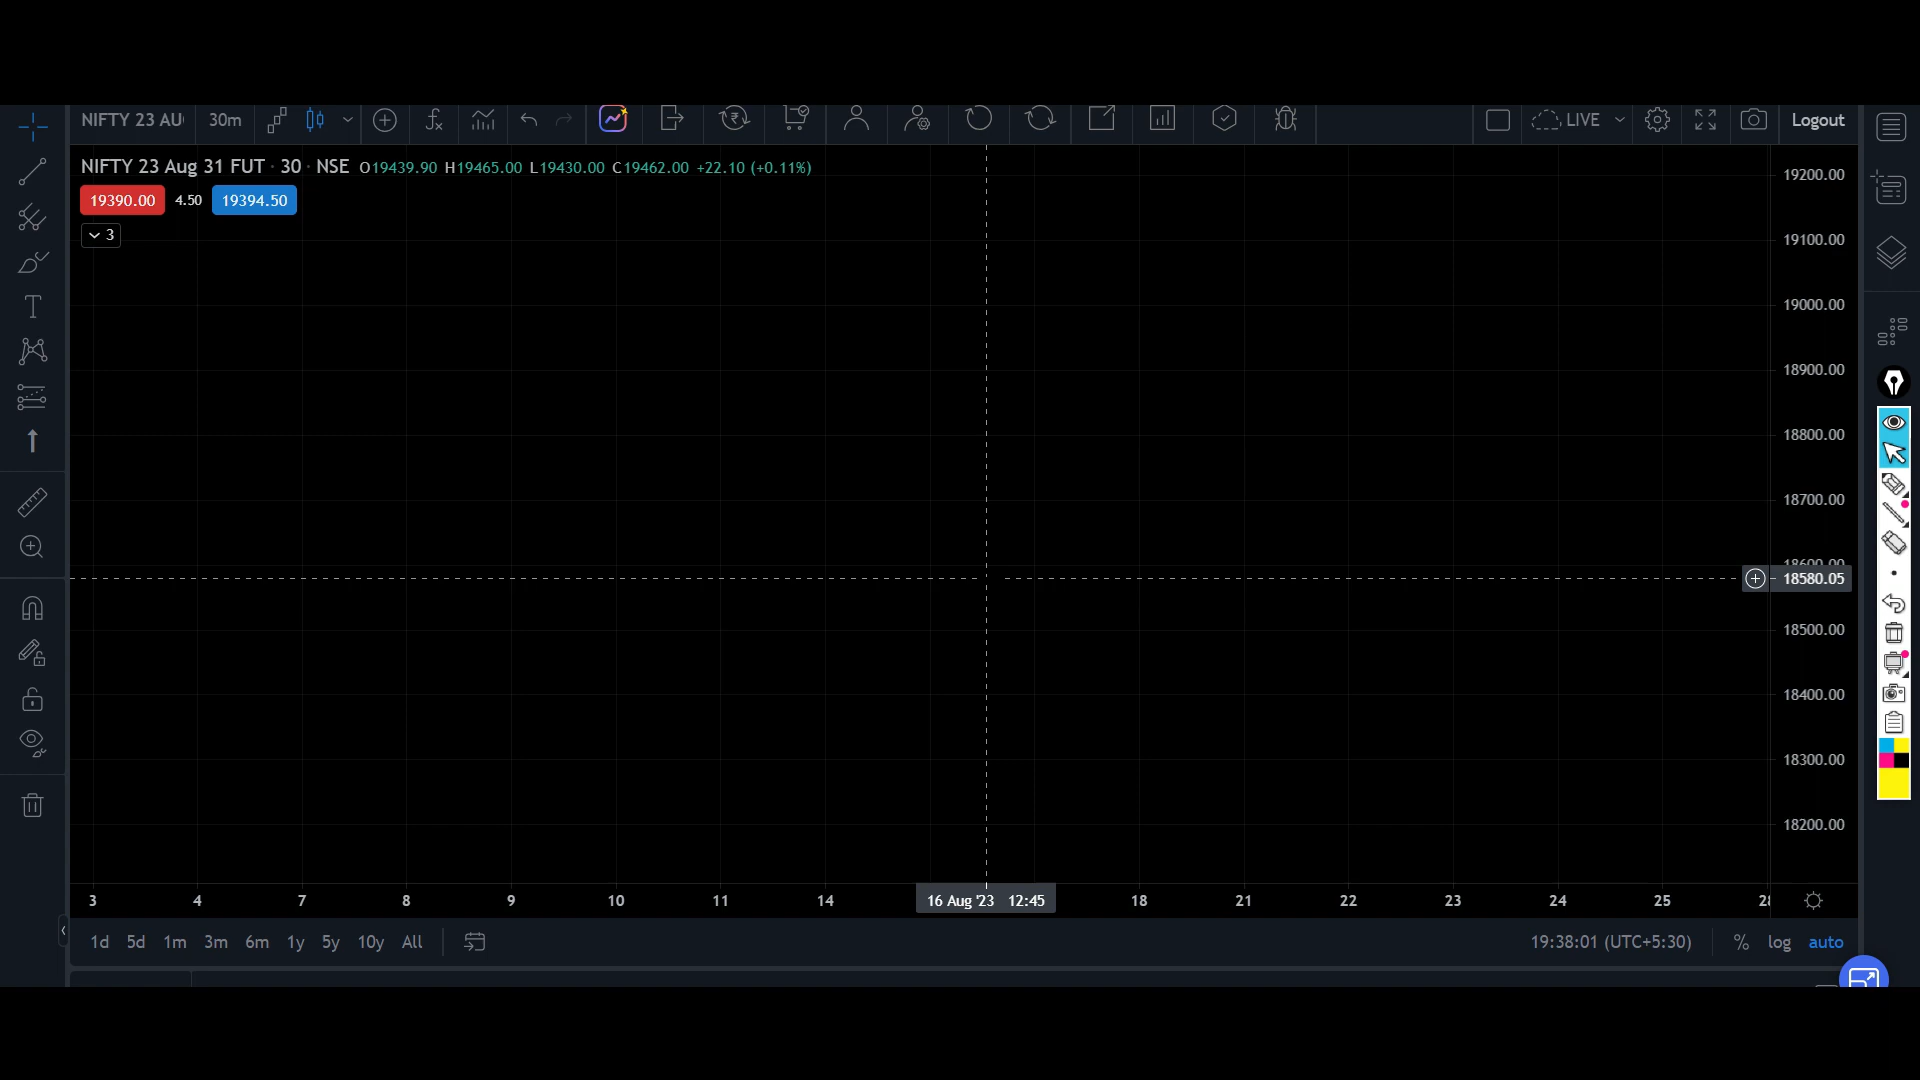 NIFTY 23 AU 30m LIVE Logout
NIFTY 23 Aug 31 FUT · 30 · NSE O19439.90 H19465.00 L19430.00 C19462.00 +22.10 (+0.11%)
19390.00 4.50 19394.50
3
19200.00
19100.00
19000.00
18900.00
18800.00
18700.00
18600.00
18580.05
18500.00
18400.00
18300.00
18200.00
3 4 7 8 9 10 11 14 16 Aug '23 12:45 18 21 22 23 24 25
1d 5d 1m 3m 6m 1y 5y 10y All 19:38:01 (UTC+5:30) % log auto